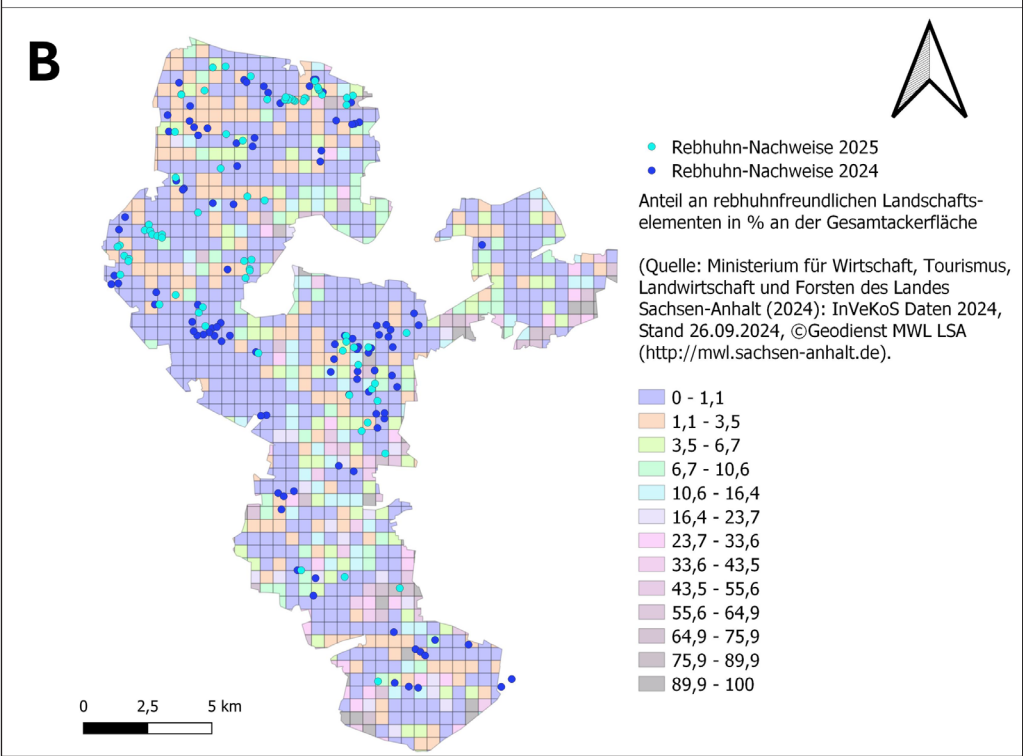 B
Rebhuhn-Nachweise 2025
Rebhuhn-Nachweise 2024
Anteil an rebhuhnfreundlichen Landschafts-
elementen in % an der Gesamtackerfläche
(Quelle: Ministerium für Wirtschaft, Tourismus,
Landwirtschaft und Forsten des Landes
Sachsen-Anhalt (2024): InVeKoS Daten 2024,
Stand 26.09.2024, ©Geodienst MWL LSA
(http://mwl.sachsen-anhalt.de).
0 - 1,1
1,1 - 3,5
3,5 - 6,7
6,7 - 10,6
10,6 - 16,4
16,4 - 23,7
23,7 - 33,6
33,6 - 43,5
43,5 - 55,6
55,6 - 64,9
64,9 - 75,9
75,9 - 89,9
89,9 - 100
0 2,5 5 km